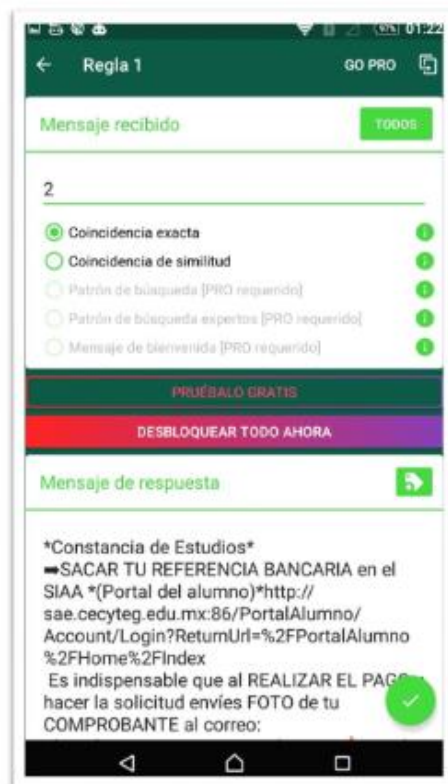 97% 01:22
Regla 1 GO PRO
Mensaje recibido TODOS
2
Coincidencia exacta
Coincidencia de similitud
Patrón de búsqueda [PRO requerido]
Patrón de búsqueda expertos [PRO requerido]
Mensaje de bienvenida [PRO requerido]
PRUÉBALO GRATIS
DESBLOQUEAR TODO AHORA
Mensaje de respuesta
*Constancia de Estudios*
➡SACAR TU REFERENCIA BANCARIA en el
SIAA *(Portal del alumno)*http://
sae.cecyteg.edu.mx:86/PortalAlumno/
Account/Login?ReturnUrl=%2FPortalAlumno
%2FHome%2FIndex
Es indispensable que al REALIZAR EL PAGO
hacer la solicitud envíes FOTO de tu
COMPROBANTE al correo: